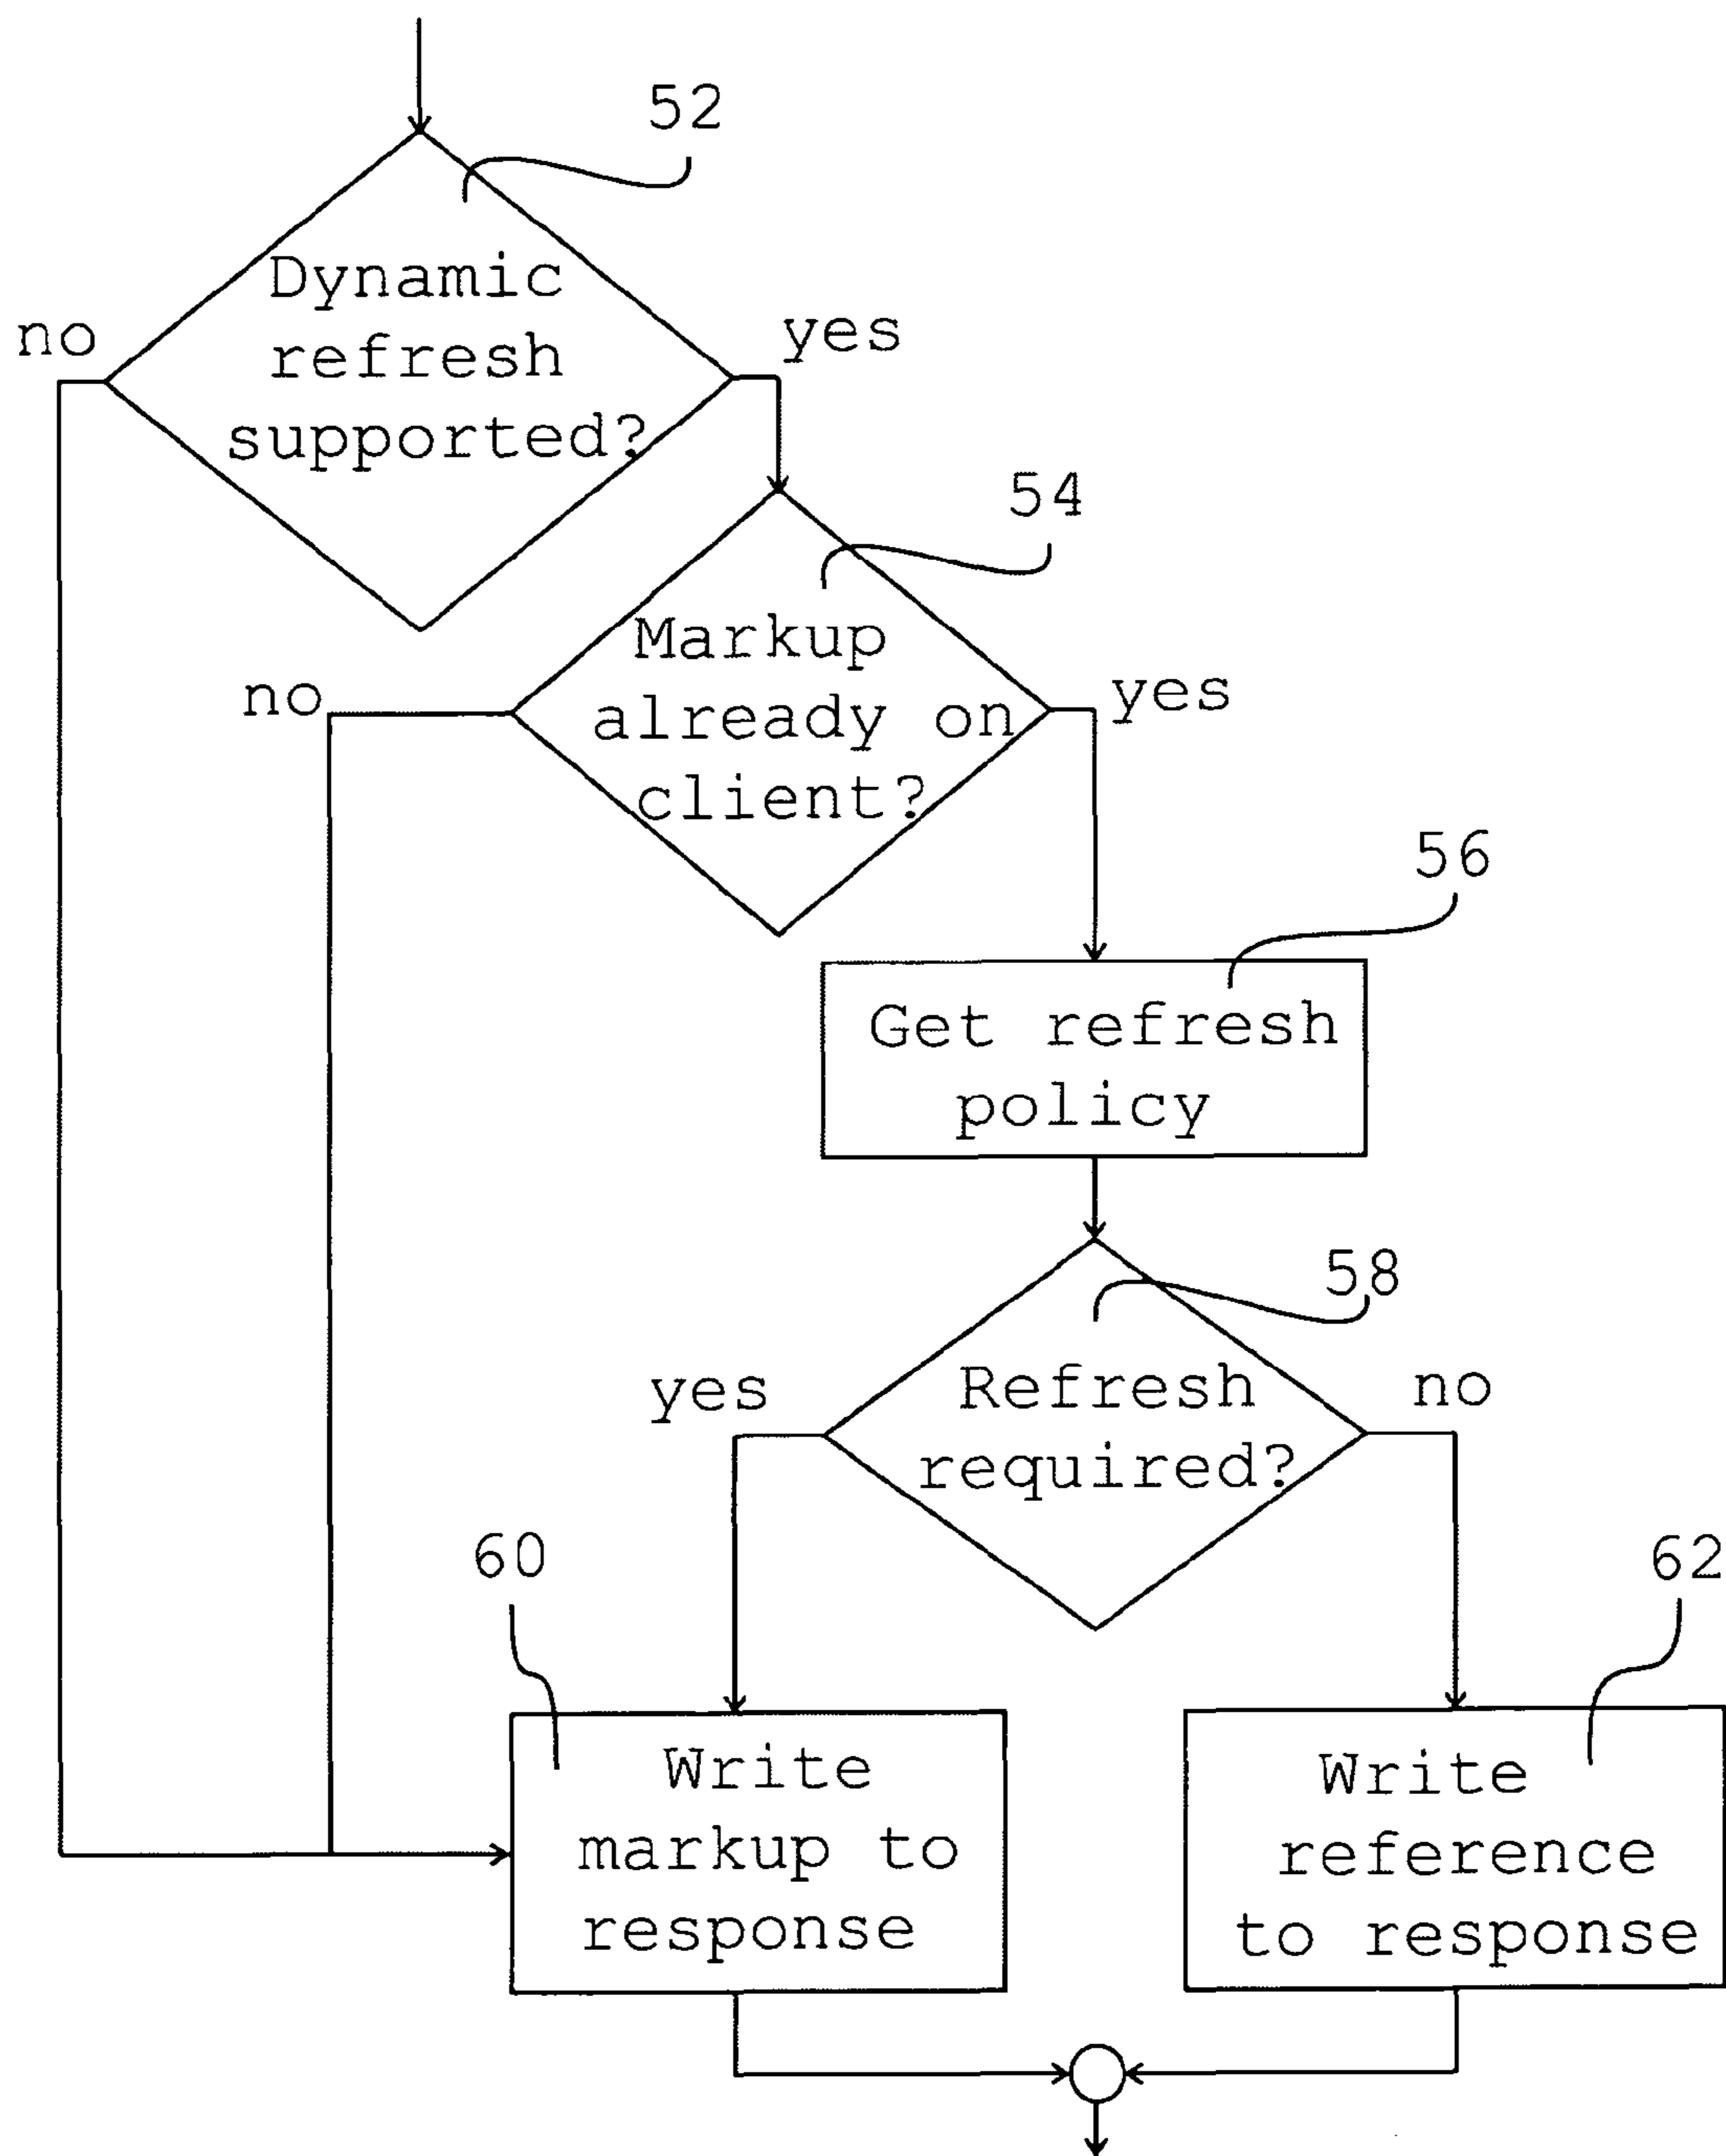 52
Dynamic
refresh
supported?
no
yes
54
Markup
already on
client?
no
yes
56
Get refresh
policy
58
Refresh
required?
yes
no
60
Write
markup to
response
62
Write
reference
to response